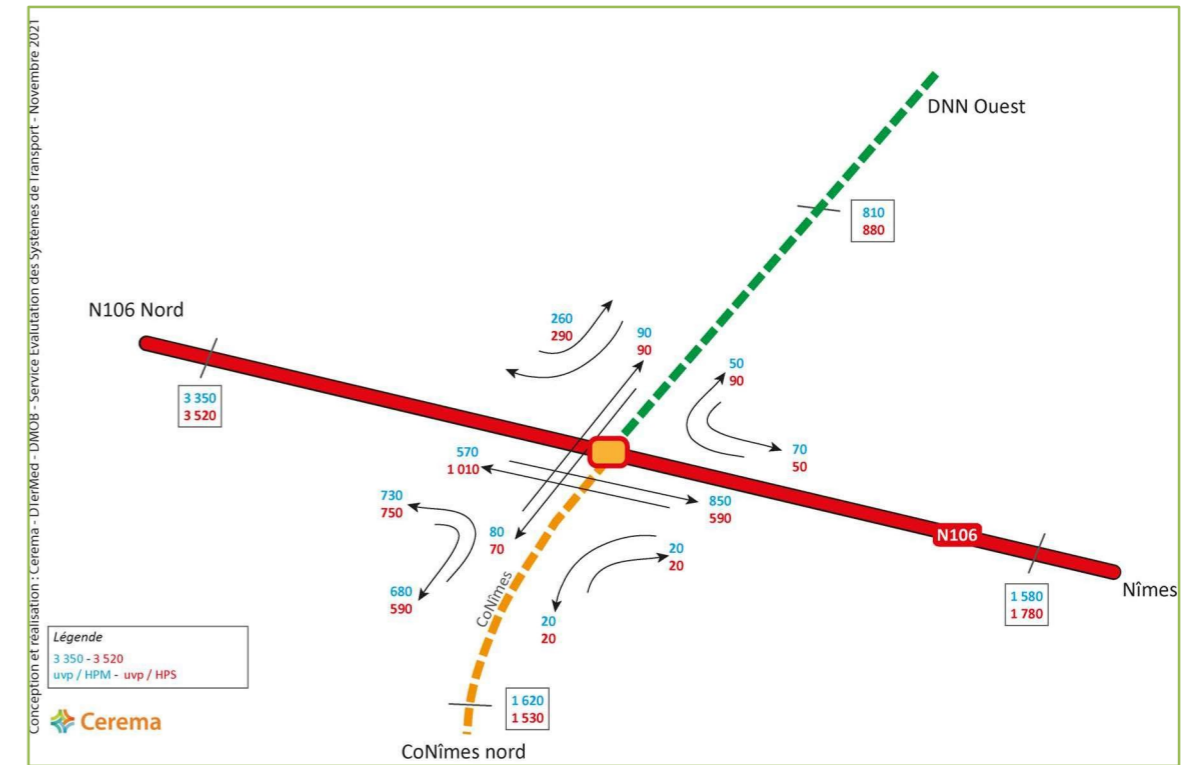 Conception et réalisation : Cerema - DTerMed - DMOB - Service Evalutation des Systèmes de Transport - Novembre 2021
DNN Ouest
810
880
N106 Nord
3 350
3 520
260
290
90
90
50
90
70
50
570
1 010
850
590
730
750
80
70
680
590
20
20
20
20
CoNîmes
N106
Nîmes
1 580
1 780
Légende
3 350 - 3 520
uvp / HPM - uvp / HPS
Cerema
1 620
1 530
CoNîmes nord